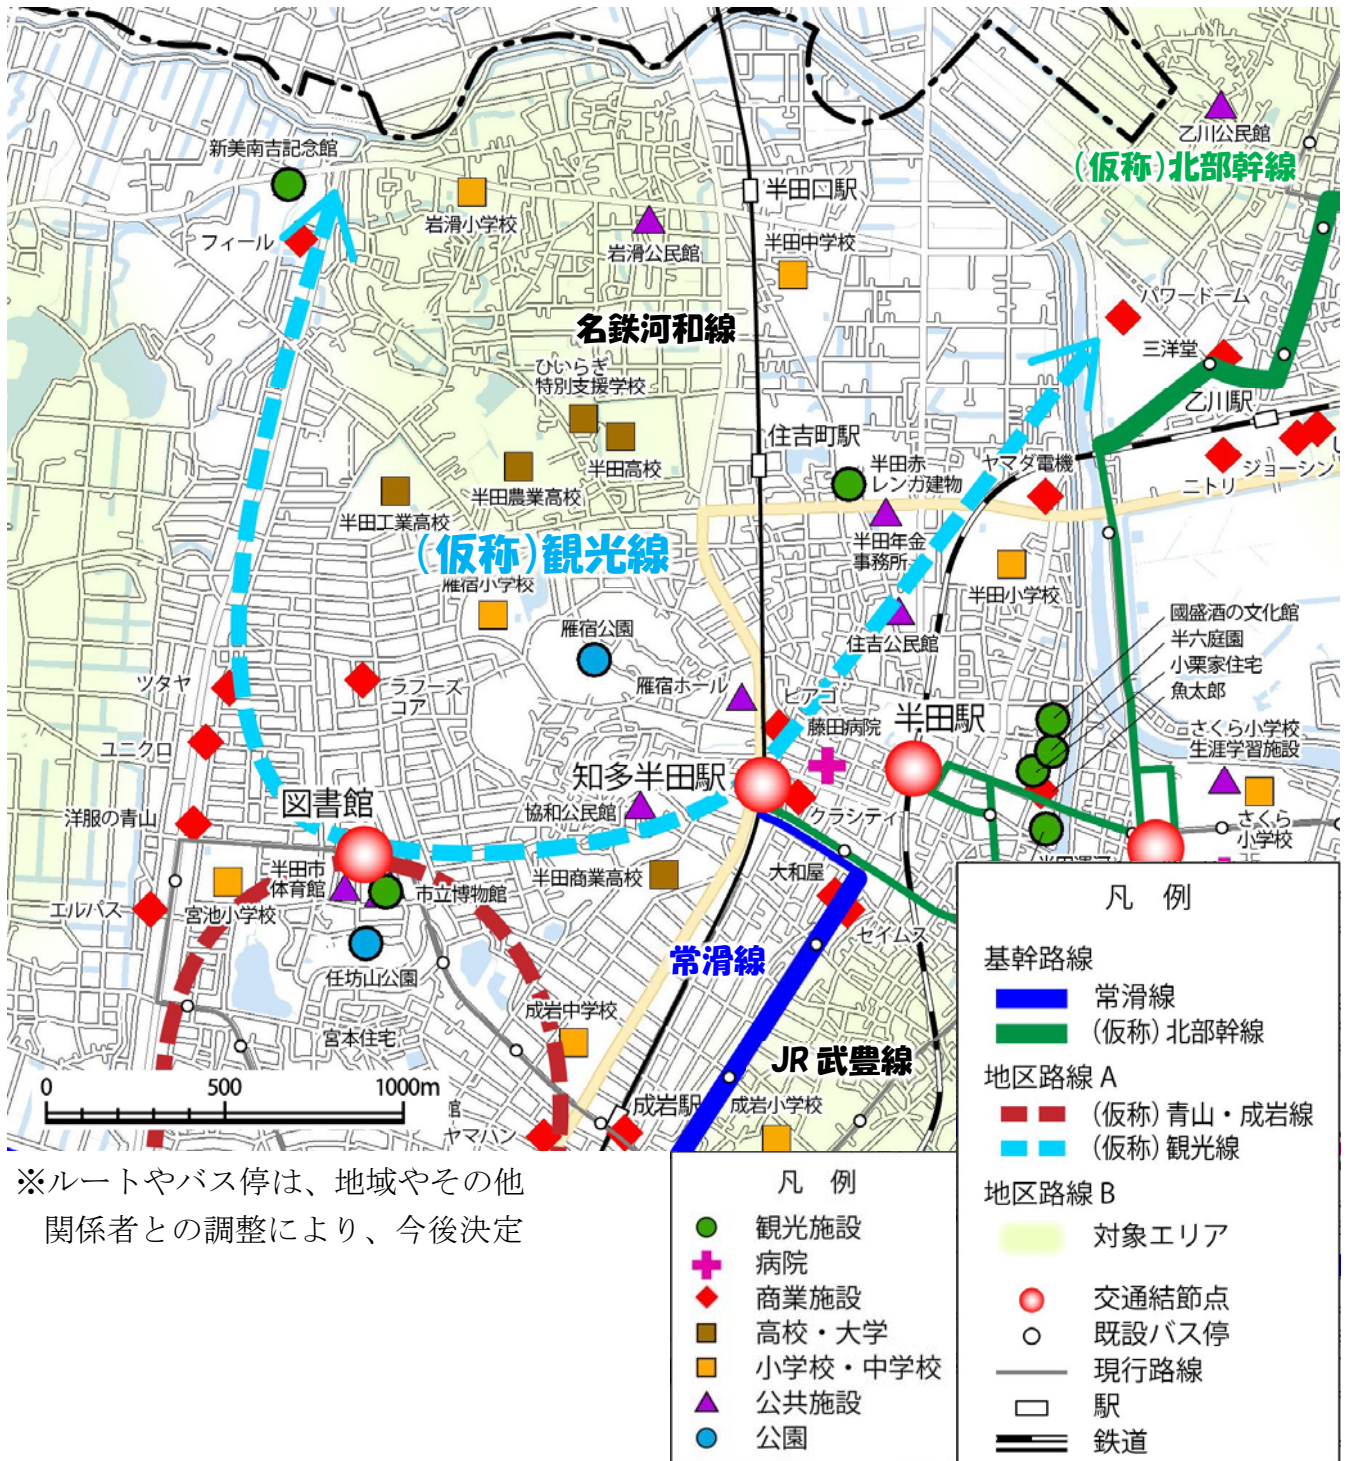 乙川公民館
(仮称)北部幹線
新美南吉記念館
半田口駅
岩滑小学校
フィール
岩滑公民館
半田中学校
パワードーム
名鉄河和線
三洋堂
ひいらぎ
特別支援学校
乙川駅
住吉町駅
半田高校
半田赤
レンガ建物
ヤマダ電機
ジョーシン
ニトリ
半田農業高校
半田工業高校
半田年金
事務所
(仮称)観光線
雁宿小学校
半田小学校
國盛酒の文化館
雁宿公園
住吉公民館
半六庭園
小栗家住宅
ツタヤ
ラフーズ
コア
雁宿ホール
ピアゴ
魚太郎
藤田病院
半田駅
さくら小学校
生涯学習施設
ユニクロ
知多半田駅
図書館
協和公民館
クラシティ
洋服の青山
さくら
小学校
半田市
体育館
市立博物館
半田商業高校
大和屋
エルパス
宮池小学校
セイムス
任坊山公園
常滑線
成岩中学校
宮本住宅
JR 武豊線
0 500 1000m
成岩駅
成岩小学校
ヤマハン
※ルートやバス停は、地域やその他
関係者との調整により、今後決定
凡 例
観光施設
病院
商業施設
高校・大学
小学校・中学校
公共施設
公園
凡 例
基幹路線
常滑線
(仮称)北部幹線
地区路線 A
(仮称)青山・成岩線
(仮称)観光線
地区路線 B
対象エリア
交通結節点
既設バス停
現行路線
駅
鉄道